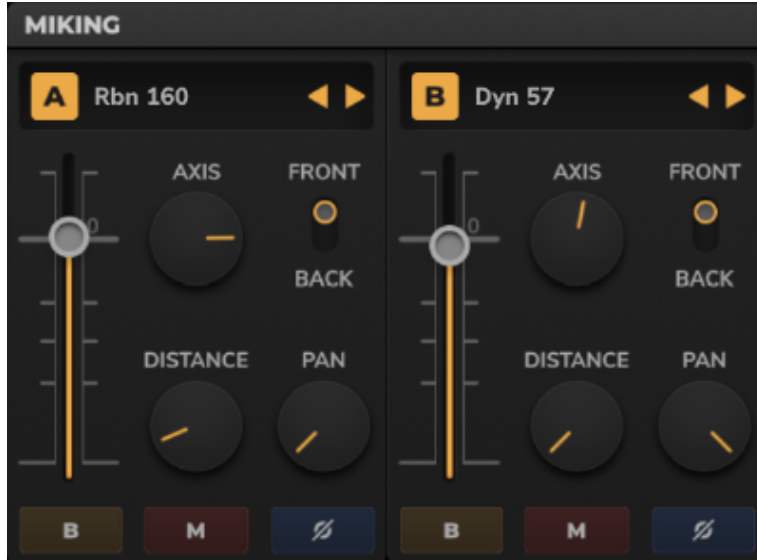 MIKING
A Rbn 160
B Dyn 57
AXIS FRONT
AXIS FRONT
0
0
BACK
BACK
DISTANCE PAN
DISTANCE PAN
B M Ø
B M Ø